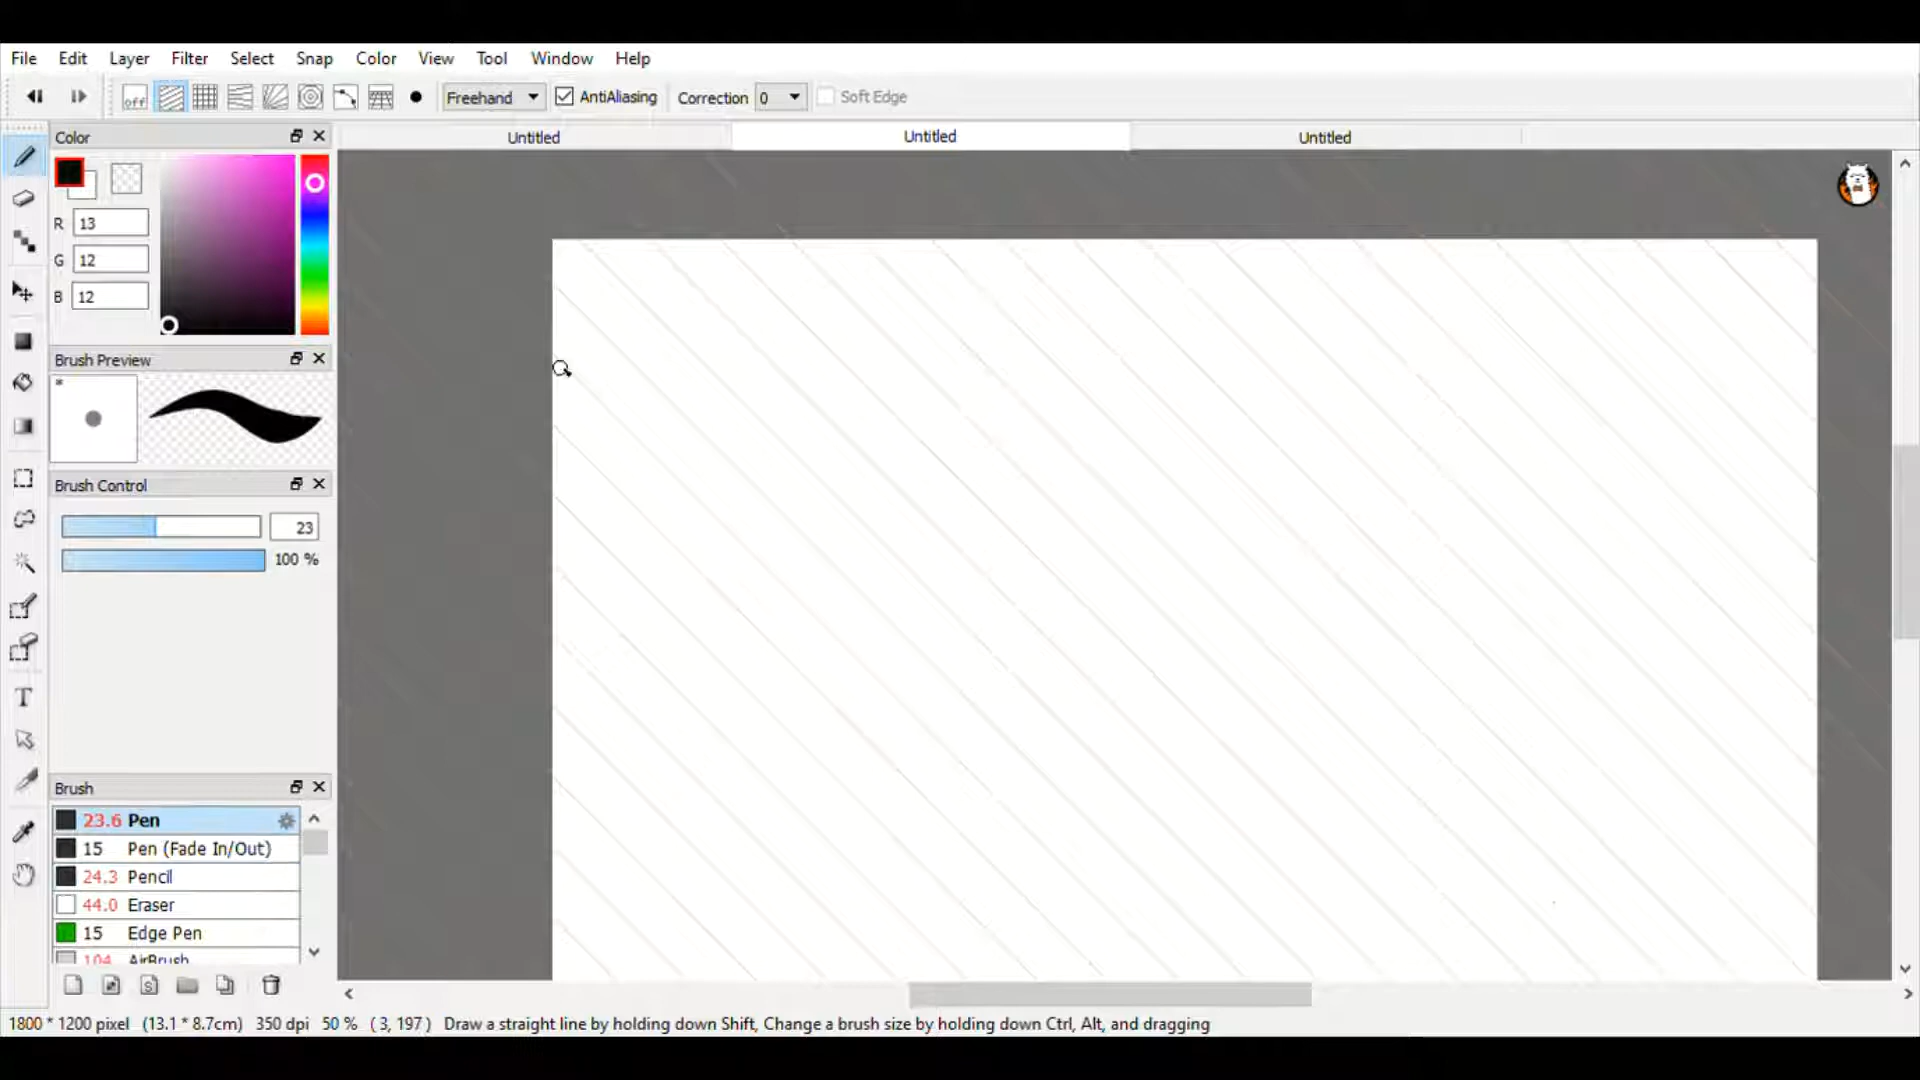 File Edit Layer Filter Select Snap Color View Tool Window Help
off Freehand AntiAliasing Correction 0 Soft Edge
Color
Untitled Untitled Untitled
R 13
G 12
B 12
Brush Preview
*
Brush Control
23
100 %
Brush
23.6 Pen
15 Pen (Fade In/Out)
24.3 Pencil
44.0 Eraser
15 Edge Pen
104 AirBrush
S
T
1800 * 1200 pixel (13.1 * 8.7cm) 350 dpi 50 % ( 3, 197 ) Draw a straight line by holding down Shift, Change a brush size by holding down Ctrl, Alt, and dragging